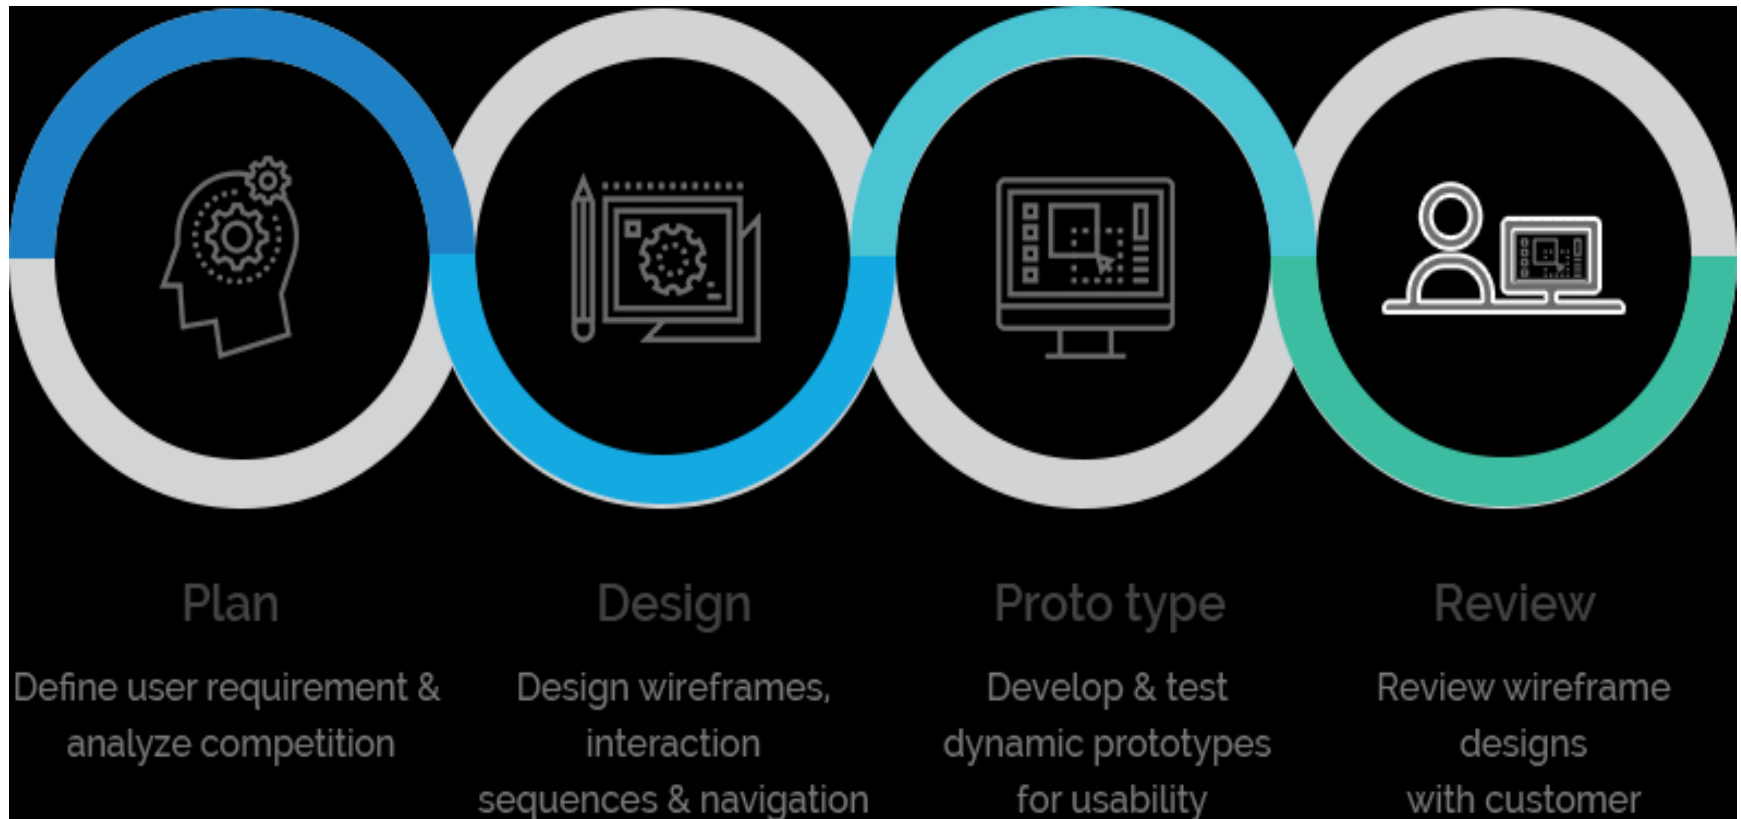 Plan
Define user requirement &
analyze competition
Design
Design wireframes,
interaction
sequences & navigation
Proto type
Develop & test
dynamic prototypes
for usability
Review
Review wireframe
designs
with customer